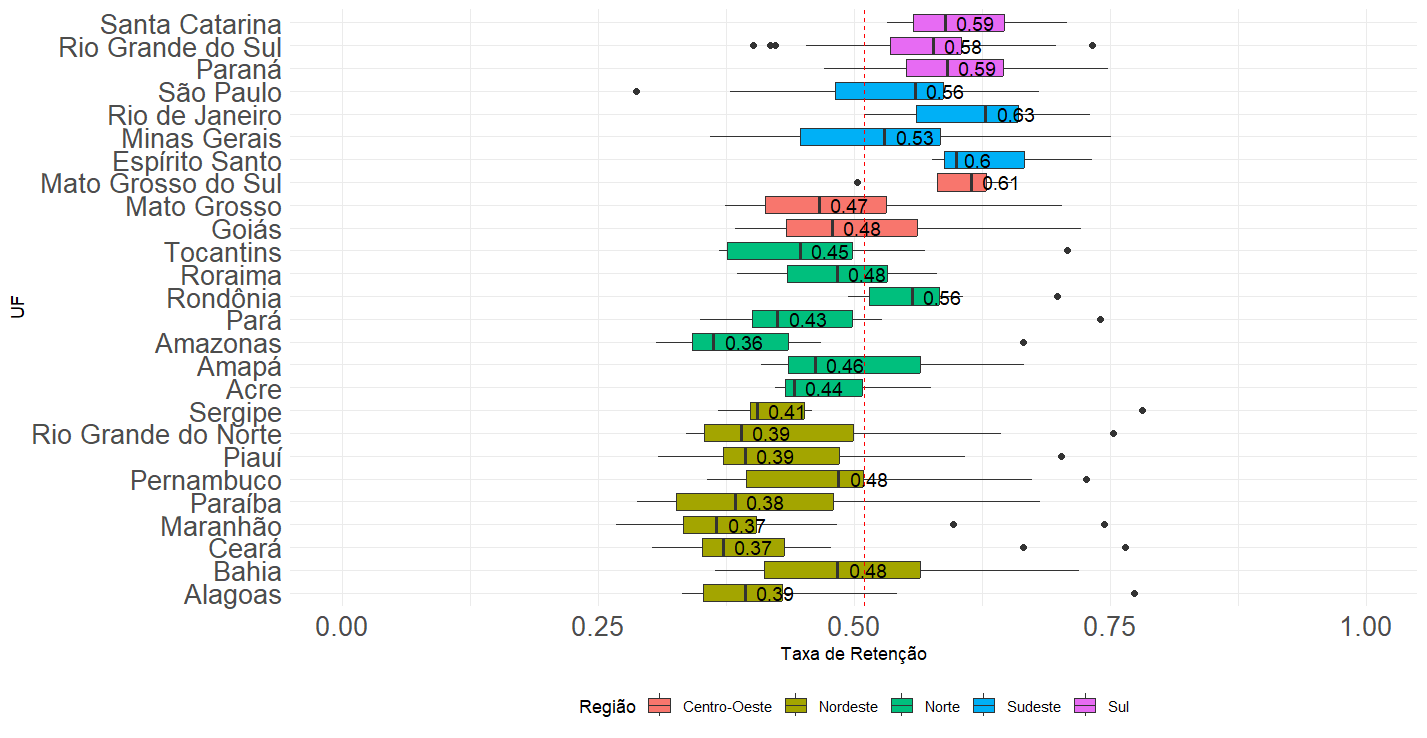 Santa Catarina 0.59
Rio Grande do Sul 0.58
Paraná 0.59
São Paulo 0.56
Rio de Janeiro 0.63
Minas Gerais 0.53
Espírito Santo 0.6
Mato Grosso do Sul 0.61
Mato Grosso 0.47
Goiás 0.48
Tocantins 0.45
Roraima 0.48
Rondônia 0.56
Pará 0.43
Amazonas 0.36
Amapá 0.46
Acre 0.44
Sergipe 0.41
Rio Grande do Norte 0.39
Piauí 0.39
Pernambuco 0.48
Paraíba 0.38
Maranhão 0.37
Ceará 0.37
Bahia 0.48
Alagoas 0.39
UF
0.00 0.25 0.50 0.75 1.00
Taxa de Retenção
Região Centro-Oeste Nordeste Norte Sudeste Sul